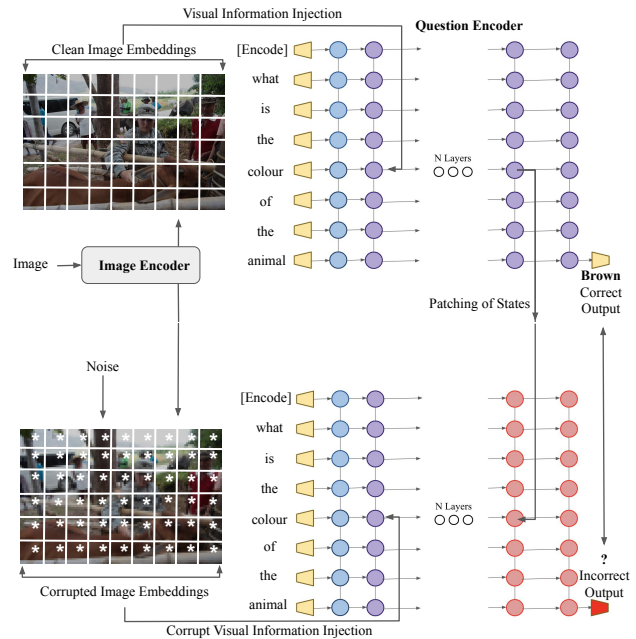 Visual Information Injection
Question Encoder
Clean Image Embeddings
[Encode]
what
is
the
colour
of
the
animal
N Layers
Image
Image Encoder
Brown
Correct
Output
Patching of States
Noise
[Encode]
what
is
the
colour
of
the
animal
N Layers
* * * * * * * * *
* * * * * * * * *
* * * * * * * * *
* * * * * * * * *
* * * * * * * * *
* * * * * * * * *
?
Incorrect
Output
Corrupted Image Embeddings
Corrupt Visual Information Injection